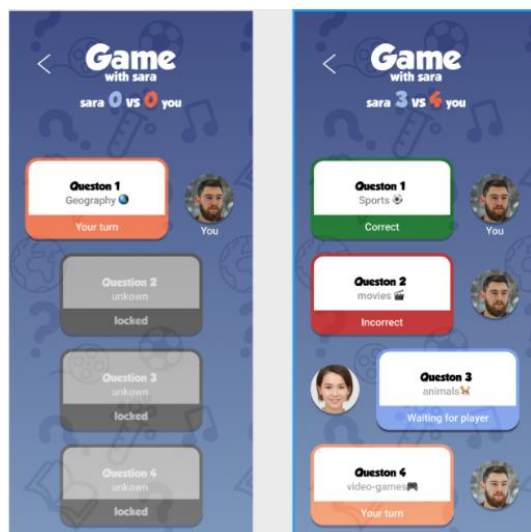 Game
with sara
sara 0 vs 0 you
Queston 1
Geography
Your turn
You
Question 2
unkown
locked
Question 3
unkown
locked
Question 4
unkown
locked
Game
with sara
sara 3 vs 4 you
Queston 1
Sports
Correct
You
Queston 2
movies
Incorrect
Queston 3
animals
Waiting for player
Queston 4
video-games
Your turn